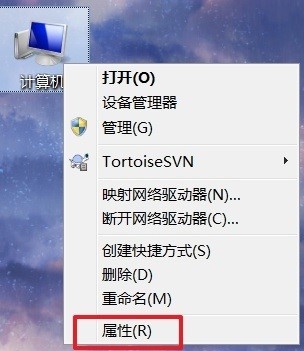 计算机
打开(O)
设备管理器
管理(G)
TortoiseSVN
映射网络驱动器(N)...
断开网络驱动器(C)...
创建快捷方式(S)
删除(D)
重命名(M)
属性(R)